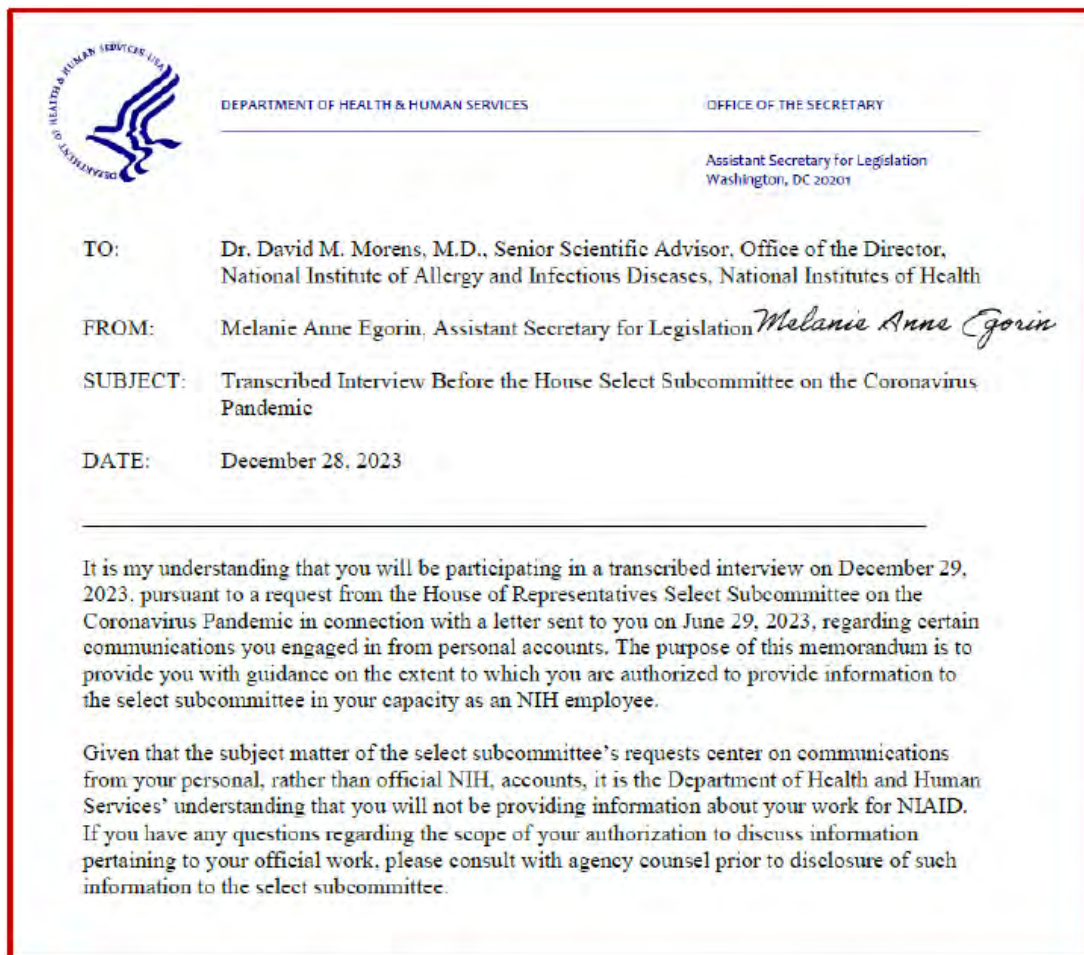 DEPARTMENT OF HEALTH & HUMAN SERVICES · USA
DEPARTMENT OF HEALTH & HUMAN SERVICES
OFFICE OF THE SECRETARY
Assistant Secretary for Legislation
Washington, DC 20201
TO: Dr. David M. Morens, M.D., Senior Scientific Advisor, Office of the Director,
National Institute of Allergy and Infectious Diseases, National Institutes of Health
FROM: Melanie Anne Egorin, Assistant Secretary for Legislation Melanie Anne Egorin
SUBJECT: Transcribed Interview Before the House Select Subcommittee on the Coronavirus
Pandemic
DATE: December 28, 2023
It is my understanding that you will be participating in a transcribed interview on December 29,
2023, pursuant to a request from the House of Representatives Select Subcommittee on the
Coronavirus Pandemic in connection with a letter sent to you on June 29, 2023, regarding certain
communications you engaged in from personal accounts. The purpose of this memorandum is to
provide you with guidance on the extent to which you are authorized to provide information to
the select subcommittee in your capacity as an NIH employee.
Given that the subject matter of the select subcommittee's requests center on communications
from your personal, rather than official NIH, accounts, it is the Department of Health and Human
Services' understanding that you will not be providing information about your work for NIAID.
If you have any questions regarding the scope of your authorization to discuss information
pertaining to your official work, please consult with agency counsel prior to disclosure of such
information to the select subcommittee.